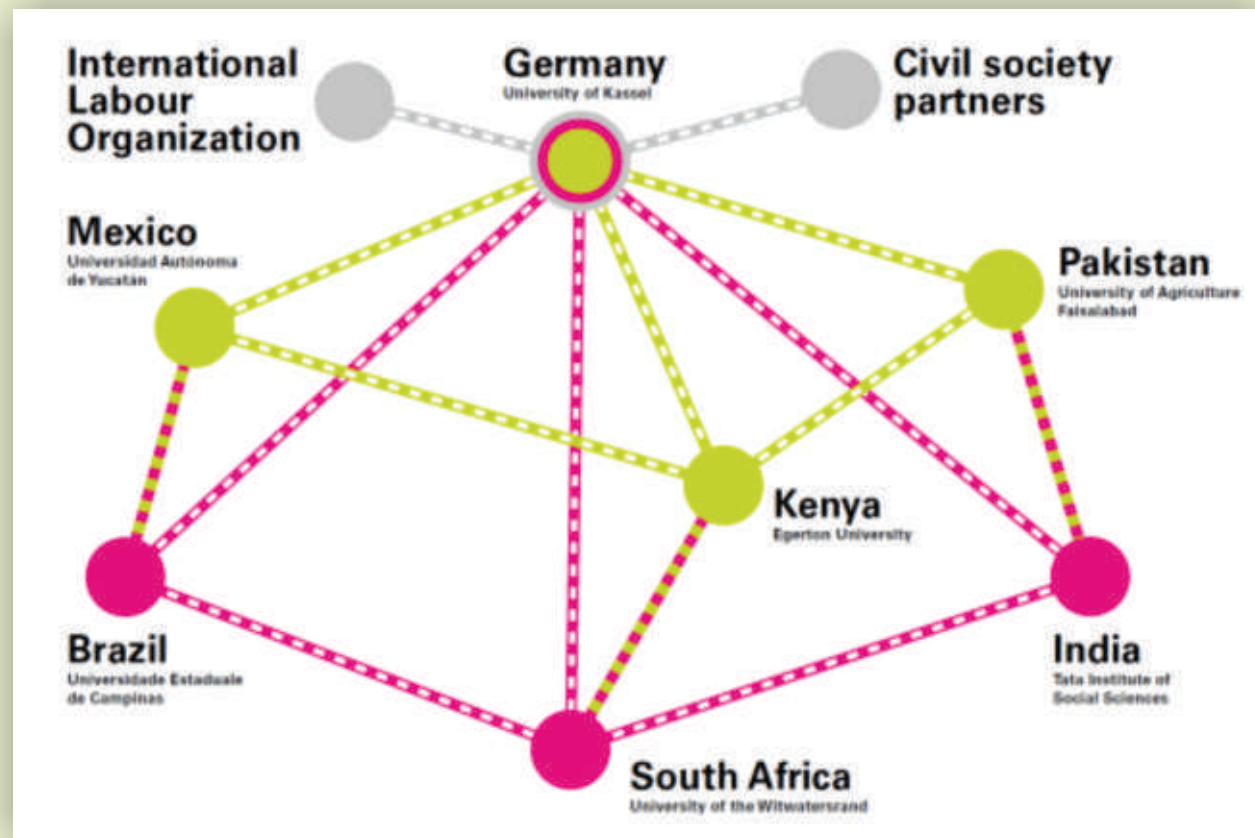 International
Labour
Organization
Germany
University of Kassel
Civil society
partners
Mexico
Universidad Autónoma
de Yucatán
Pakistan
University of Agriculture
Faisalabad
Kenya
Egerton University
Brazil
Universidade Estaduale
de Campinas
India
Tata Institute of
Social Sciences
South Africa
University of the Witwatersrand